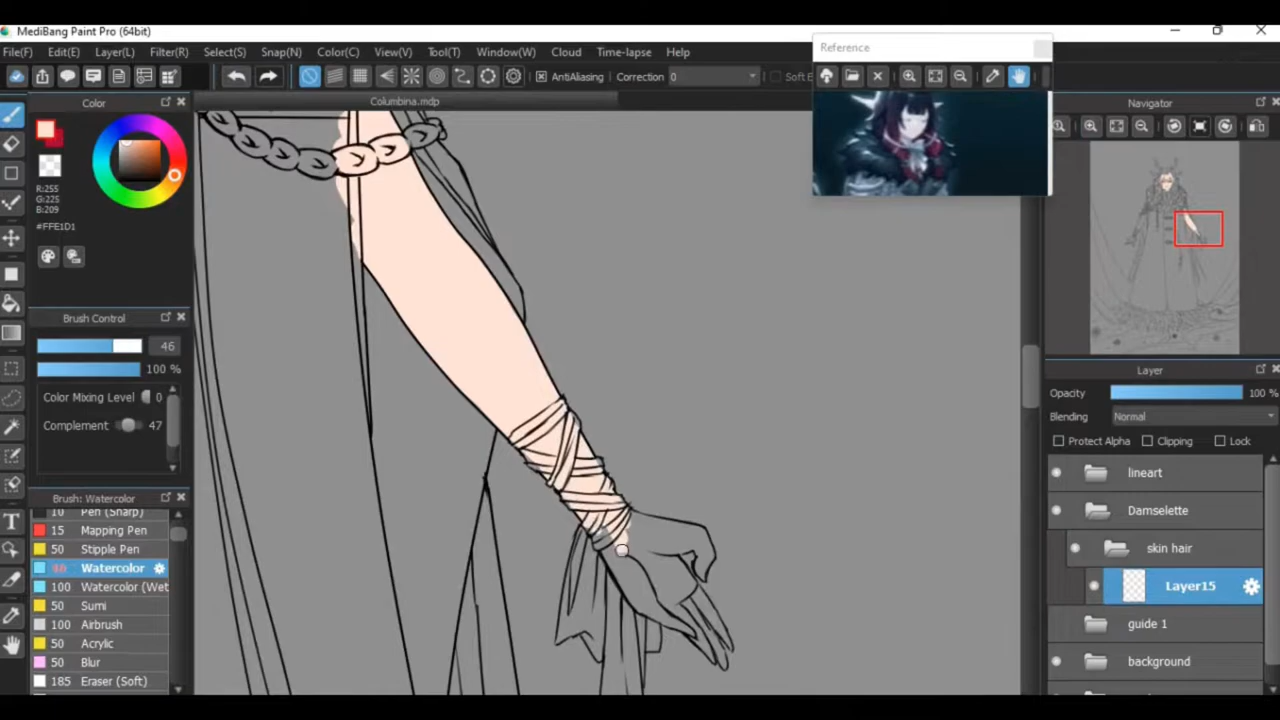 MediBang Paint Pro (64bit)
File(F) Edit(E) Layer(L) Filter(R) Select(S) Snap(N) Color(C) View(V) Tool(T) Window(W) Cloud Time-lapse Help
Reference
AntiAliasing Correction 0 Soft E
Color
Columbina.mdp
Navigator
R:255
G:225
B:209
#FFE1D1
Brush Control
46
100 %
Color Mixing Level 0
Complement 47
Brush: Watercolor
10 Pen (Sharp)
15 Mapping Pen
50 Stipple Pen
46 Watercolor
100 Watercolor (Wet
50 Sumi
100 Airbrush
50 Acrylic
50 Blur
185 Eraser (Soft)
Layer
Opacity 100 %
Blending Normal
Protect Alpha Clipping Lock
lineart
Damselette
skin hair
Layer15
guide 1
background